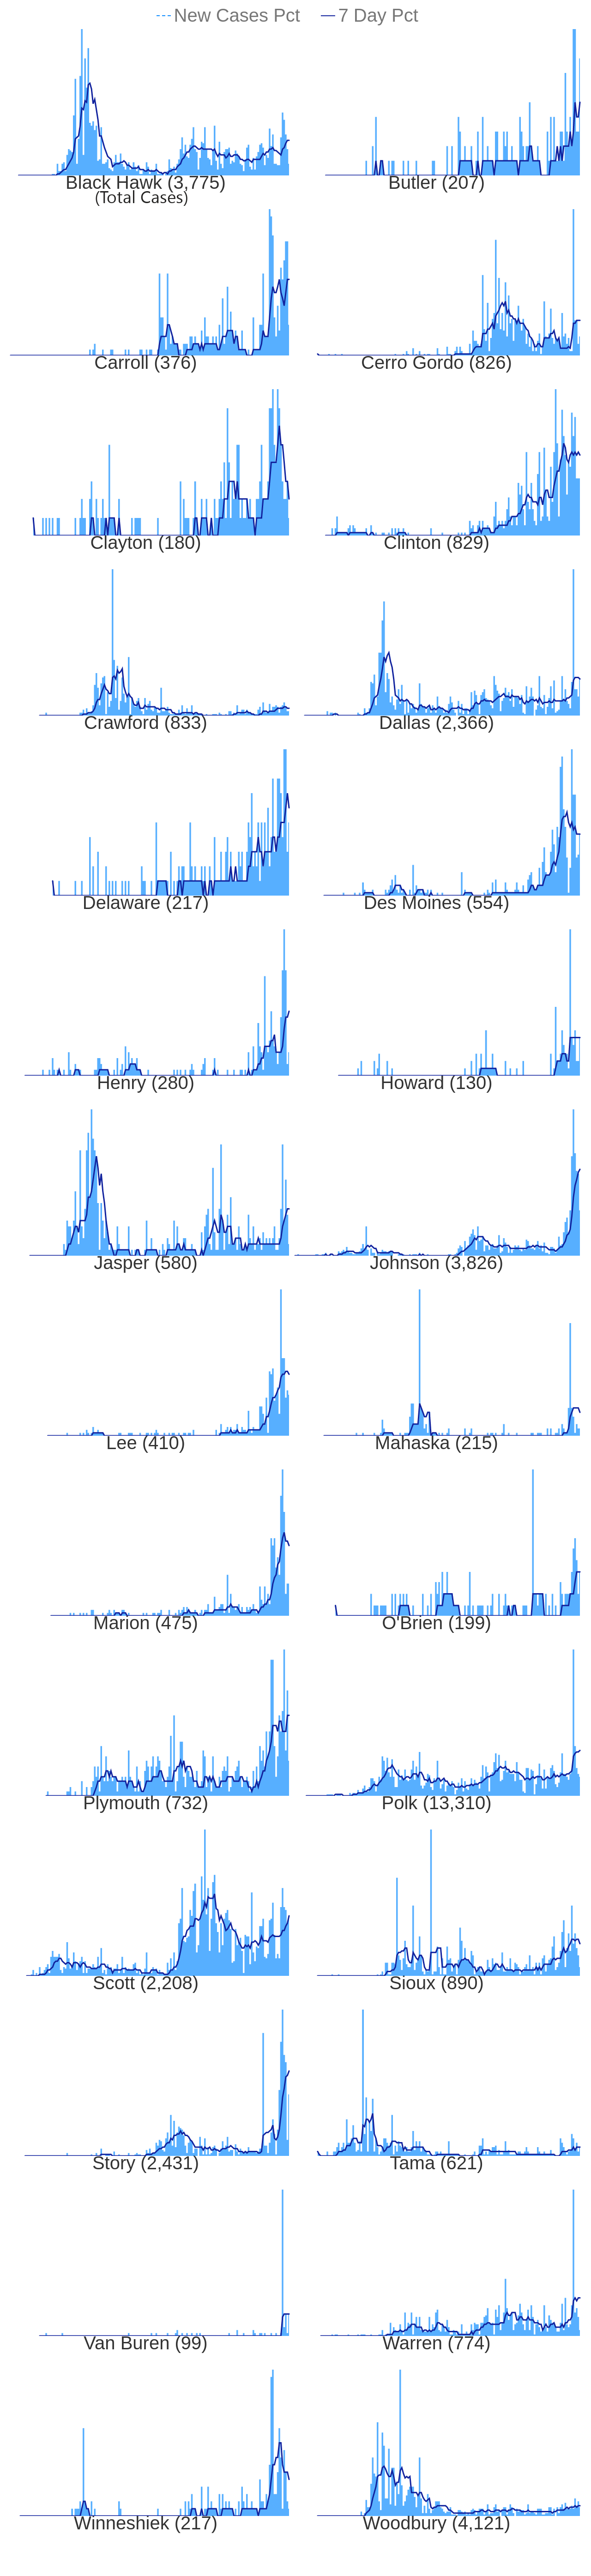 New Cases Pct 7 Day Pct
Black Hawk (3,775) Butler (207)
(Total Cases)
Carroll (376) Cerro Gordo (826)
Clayton (180) Clinton (829)
Crawford (833) Dallas (2,366)
Delaware (217) Des Moines (554)
Henry (280) Howard (130)
Jasper (580) Johnson (3,826)
Lee (410) Mahaska (215)
Marion (475) O'Brien (199)
Plymouth (732) Polk (13,310)
Scott (2,208) Sioux (890)
Story (2,431) Tama (621)
Van Buren (99) Warren (774)
Winneshiek (217) Woodbury (4,121)